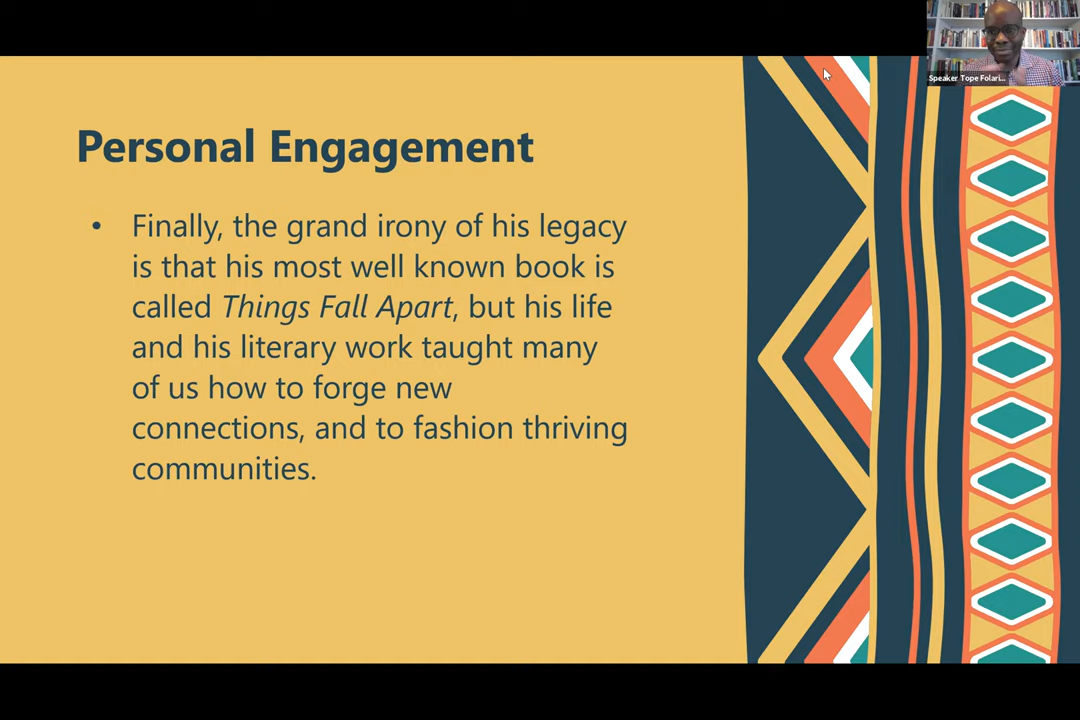 Speaker Tope Folari...
Personal Engagement
• Finally, the grand irony of his legacy
is that his most well known book is
called Things Fall Apart, but his life
and his literary work taught many
of us how to forge new
connections, and to fashion thriving
communities.